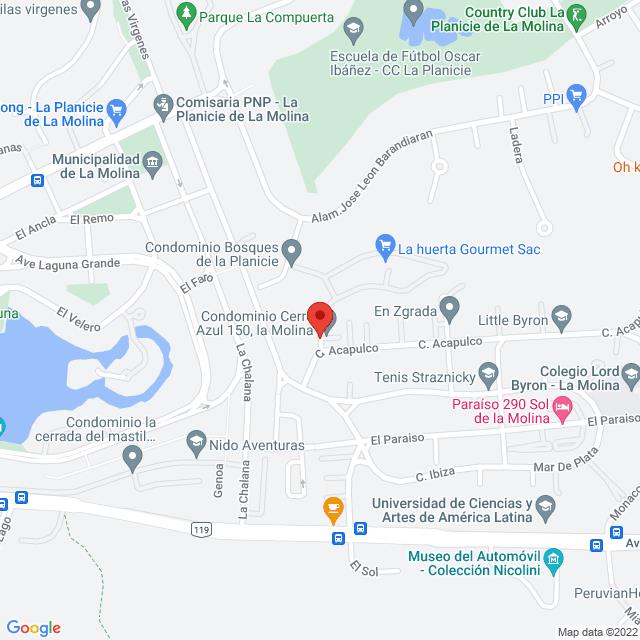 ilas virgenes
Parque La Compuerta
Las Virgenes
Country Club La
Planicie de La Molina
Arroyo
Escuela de Fútbol Oscar
Ibáñez - CC La Planicie
ong - La Planicie
de La Molina
Comisaria PNP - La
Planicie de La Molina
PPI
Ladera
Oh k
Municipalidad
de La Molina
anas
Alam. Jose Leon Barandiaran
El Ancla
El Remo
Condominio Bosques
de la Planicie
La huerta Gourmet Sac
Ave Laguna Grande
El Faro
una
El Velero
Condominio Cerro
Azul 150, la Molina
En Zgrada
Little Byron
C. Acapulco
C. Acapulco
C. Acapu
La Chalana
Tenis Straznicky
Colegio Lord
Byron - La Molina
Paraíso 290 Sol
de la Molina
Condominio la
cerrada del mastil...
Nido Aventuras
El Paraiso
El Paraiso
Genoa
La Chalana
C. Ibiza
Mar De Plata
Monaco
Universidad de Ciencias y
Artes de América Latina
119
Lago
Av
Museo del Automóvil
- Colección Nicolini
El Sol
PeruvianHo
Google
Map data ©2022